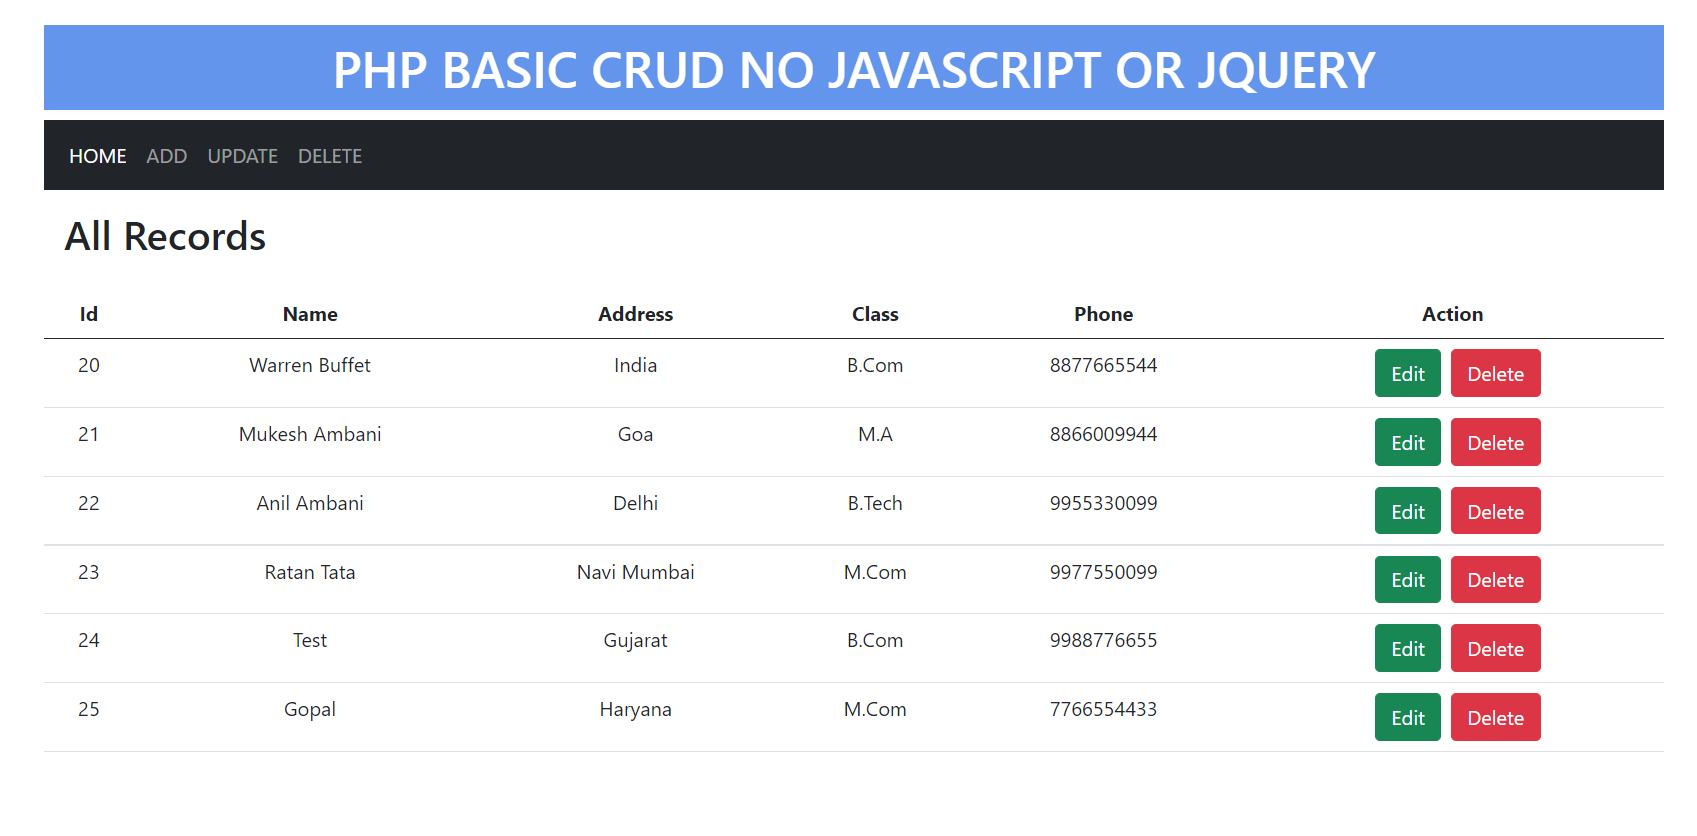 PHP BASIC CRUD NO JAVASCRIPT OR JQUERY
HOME ADD UPDATE DELETE
All Records
Id Name Address Class Phone Action
20 Warren Buffet India B.Com 8877665544 Edit Delete
21 Mukesh Ambani Goa M.A 8866009944 Edit Delete
22 Anil Ambani Delhi B.Tech 9955330099 Edit Delete
23 Ratan Tata Navi Mumbai M.Com 9977550099 Edit Delete
24 Test Gujarat B.Com 9988776655 Edit Delete
25 Gopal Haryana M.Com 7766554433 Edit Delete